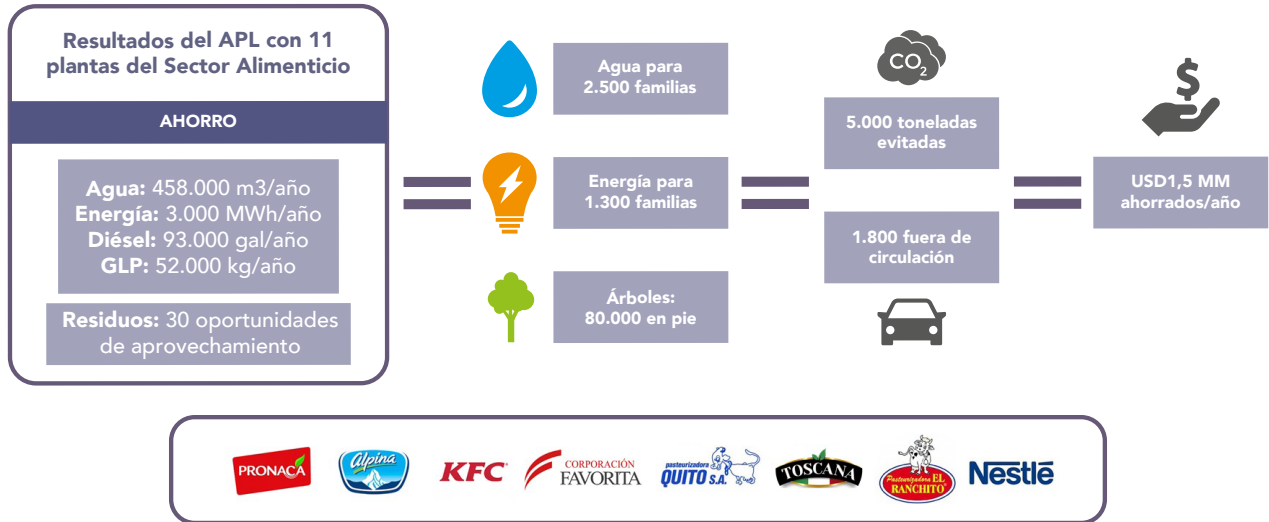 Resultados del APL con 11
plantas del Sector Alimenticio
AHORRO
Agua: 458.000 m3/año
Energía: 3.000 MWh/año
Diésel: 93.000 gal/año
GLP: 52.000 kg/año
Residuos: 30 oportunidades
de aprovechamiento
Agua para
2.500 familias
Energía para
1.300 familias
Árboles:
80.000 en pie
CO2
5.000 toneladas
evitadas
1.800 fuera de
circulación
$
USD1,5 MM
ahorrados/año
PRONACA
Alpina
KFC
CORPORACIÓN
FAVORITA
pasteurizadora
QUITO S.A.
TOSCANA
Pasteurizadora EL
RANCHITO
Nestlé